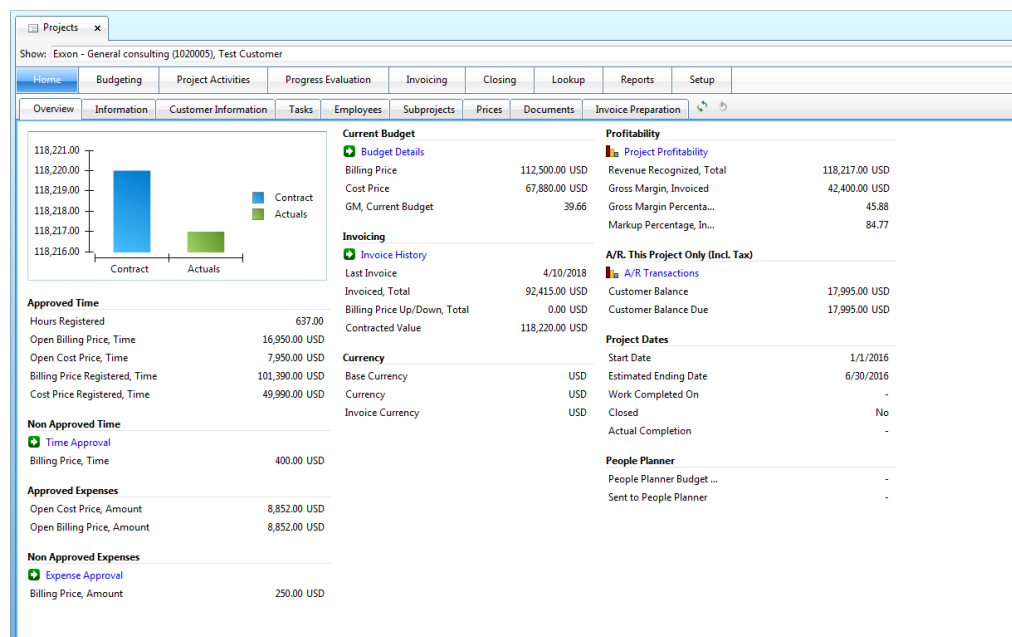 Projects x
Show: Exxon - General consulting (1020005), Test Customer
Home Budgeting Project Activities Progress Evaluation Invoicing Closing Lookup Reports Setup
Overview Information Customer Information Tasks Employees Subprojects Prices Documents Invoice Preparation
118,221.00
118,220.00
118,219.00
118,218.00
118,217.00
118,216.00
Contract
Actuals
Contract Actuals
Approved Time
Hours Registered 637.00
Open Billing Price, Time 16,950.00 USD
Open Cost Price, Time 7,950.00 USD
Billing Price Registered, Time 101,390.00 USD
Cost Price Registered, Time 49,990.00 USD
Non Approved Time
Time Approval
Billing Price, Time 400.00 USD
Approved Expenses
Open Cost Price, Amount 8,852.00 USD
Open Billing Price, Amount 8,852.00 USD
Non Approved Expenses
Expense Approval
Billing Price, Amount 250.00 USD
Current Budget
Budget Details
Billing Price 112,500.00 USD
Cost Price 67,880.00 USD
GM, Current Budget 39.66
Invoicing
Invoice History
Last Invoice 4/10/2018
Invoiced, Total 92,415.00 USD
Billing Price Up/Down, Total 0.00 USD
Contracted Value 118,220.00 USD
Currency
Base Currency USD
Currency USD
Invoice Currency USD
Profitability
Project Profitability
Revenue Recognized, Total 118,217.00 USD
Gross Margin, Invoiced 42,400.00 USD
Gross Margin Percenta... 45.88
Markup Percentage, In... 84.77
A/R. This Project Only (Incl. Tax)
A/R Transactions
Customer Balance 17,995.00 USD
Customer Balance Due 17,995.00 USD
Project Dates
Start Date 1/1/2016
Estimated Ending Date 6/30/2016
Work Completed On -
Closed No
Actual Completion -
People Planner
People Planner Budget ... -
Sent to People Planner -